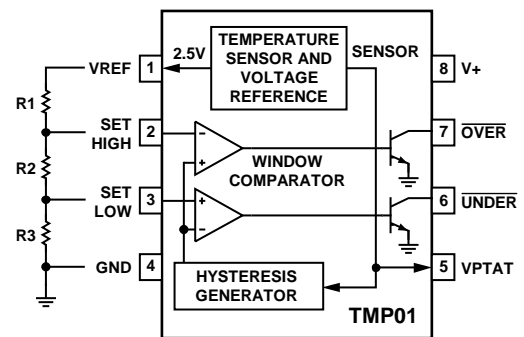 TEMPERATURE
SENSOR AND
VOLTAGE
REFERENCE
2.5V
SENSOR
VREF
1
8
V+
R1
SET
HIGH
2
7
OVER
R2
WINDOW
COMPARATOR
SET
LOW
3
6
UNDER
R3
GND
4
HYSTERESIS
GENERATOR
5
VPTAT
TMP01